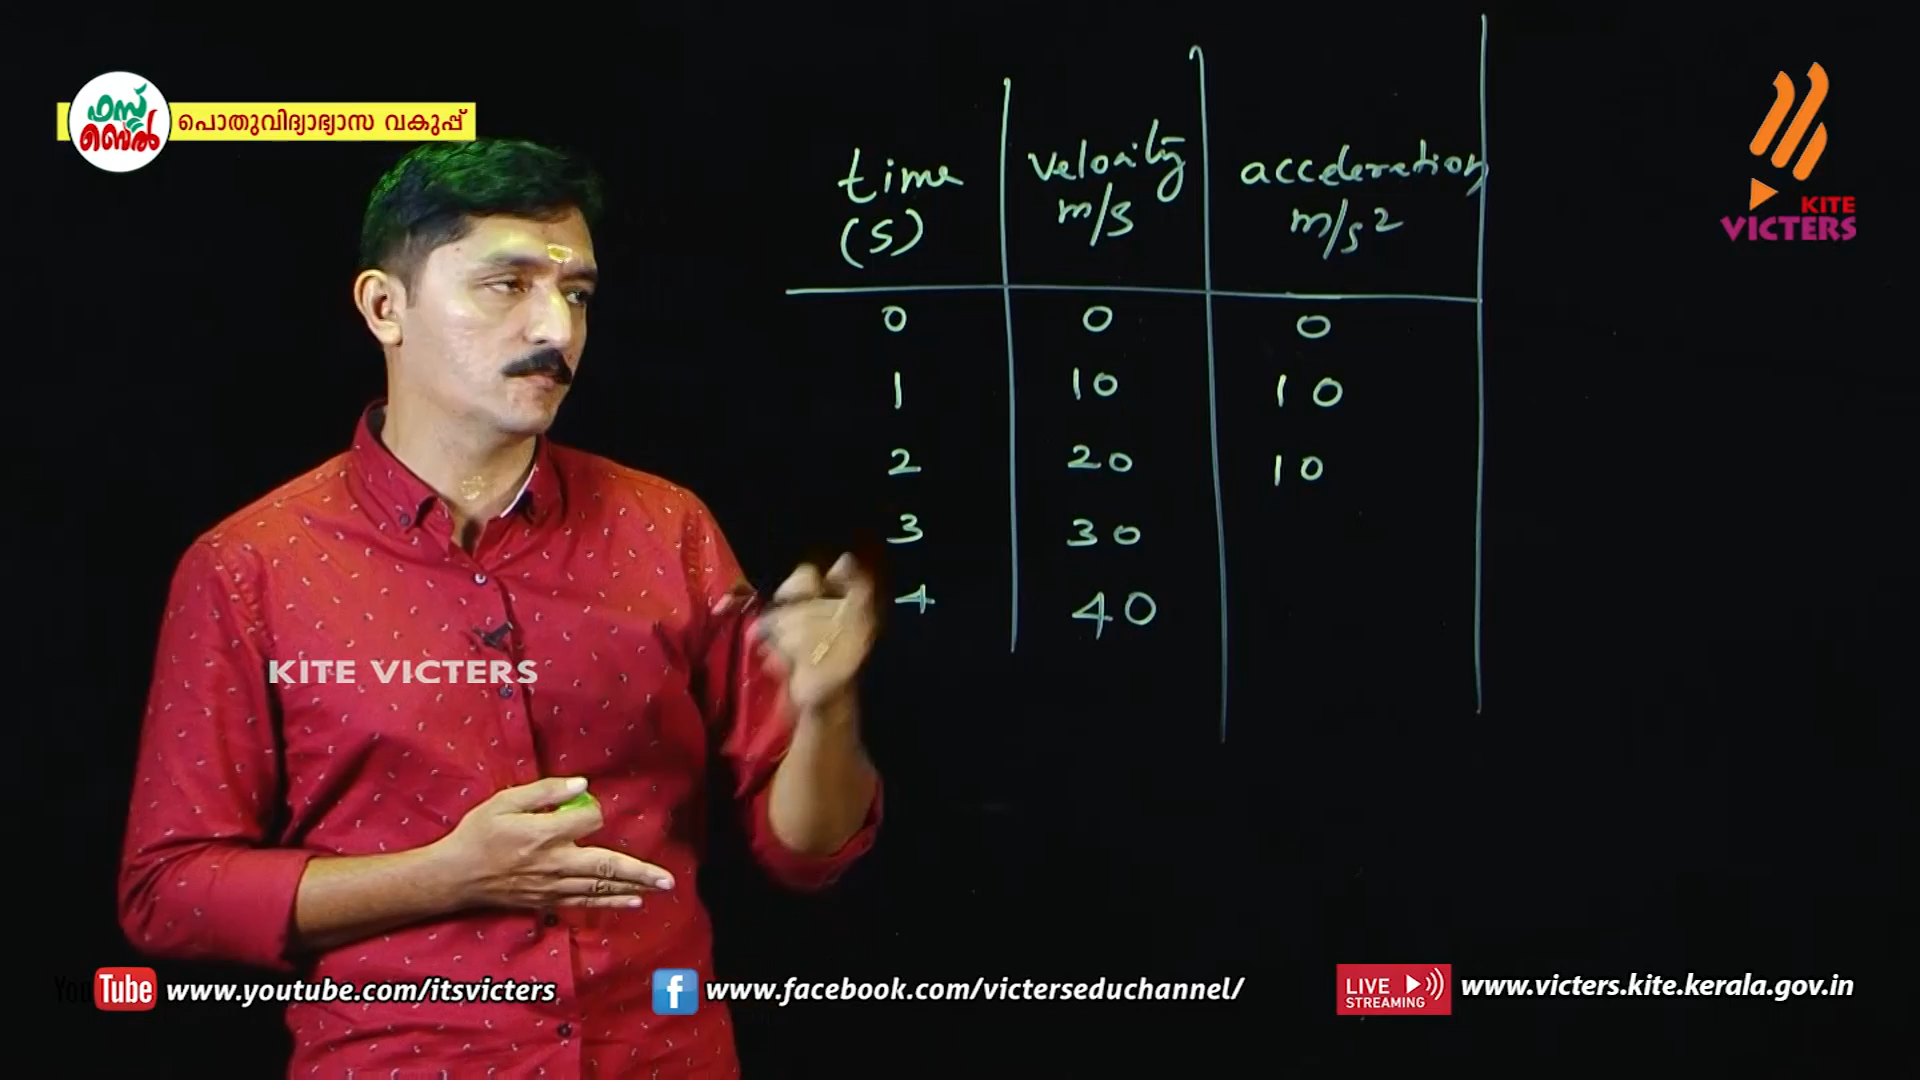 ഫസ്റ്റ്
ബെൽ
പൊതുവിദ്യാഭ്യാസ വകുപ്പ്
KITE
VICTERS
time velocity acceleration
(s) m/s m/s²
0 0 0
1 10 10
2 20 10
3 30
4 40
KITE VICTERS
You Tube www.youtube.com/itsvicters
f www.facebook.com/victerseduchannel/
LIVE STREAMING www.victers.kite.kerala.gov.in